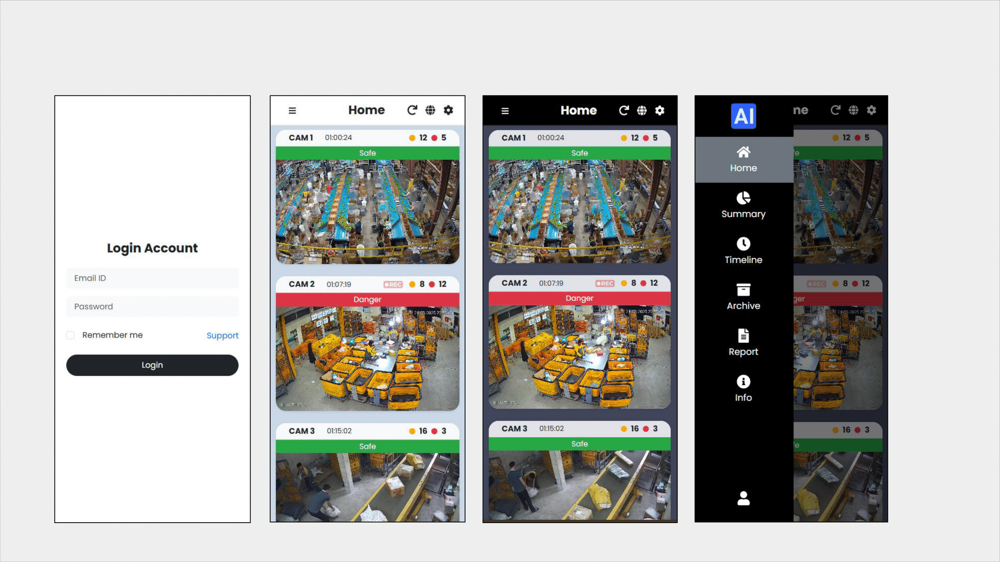 Login Account
Email ID
Password
Remember me
Support
Login
Home
CAM 1 01:00:24 12 5
Safe
CAM 2 01:07:19 REC 8 12
Danger
CAM 3 01:15:02 16 3
Safe
Home
CAM 1 01:00:24 12 5
Safe
CAM 2 01:07:19 REC 8 12
Danger
CAM 3 01:15:02 16 3
Safe
AI
Home
Summary
Timeline
Archive
Report
Info
me
12 5
fe
REC 8 12
ger
16 3
fe